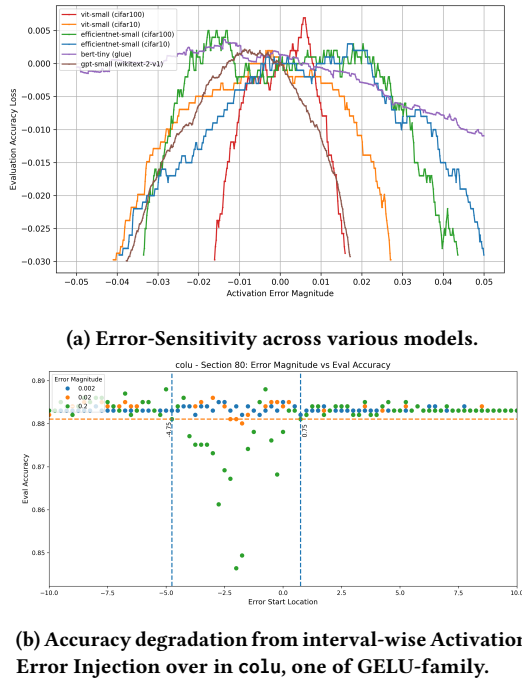 vit-small (cifar100)
vit-small (cifar10)
efficientnet-small (cifar100)
efficientnet-small (cifar10)
bert-tiny (glue)
gpt-small (wikitext-2-v1)
0.005
0.000
−0.005
−0.010
−0.015
−0.020
−0.025
−0.030
Evaluation Accuracy Loss
−0.05 −0.04 −0.03 −0.02 −0.01 0.00 0.01 0.02 0.03 0.04 0.05
Activation Error Magnitude
(a) Error-Sensitivity across various models.
colu - Section 80: Error Magnitude vs Eval Accuracy
Error Magnitude
0.002
0.02
0.2
0.89
0.88
0.87
0.86
0.85
Eval Accuracy
-4.75
0.75
−10.0 −7.5 −5.0 −2.5 0.0 2.5 5.0 7.5 10.0
Error Start Location
(b) Accuracy degradation from interval-wise Activation
Error Injection over in colu, one of GELU-family.